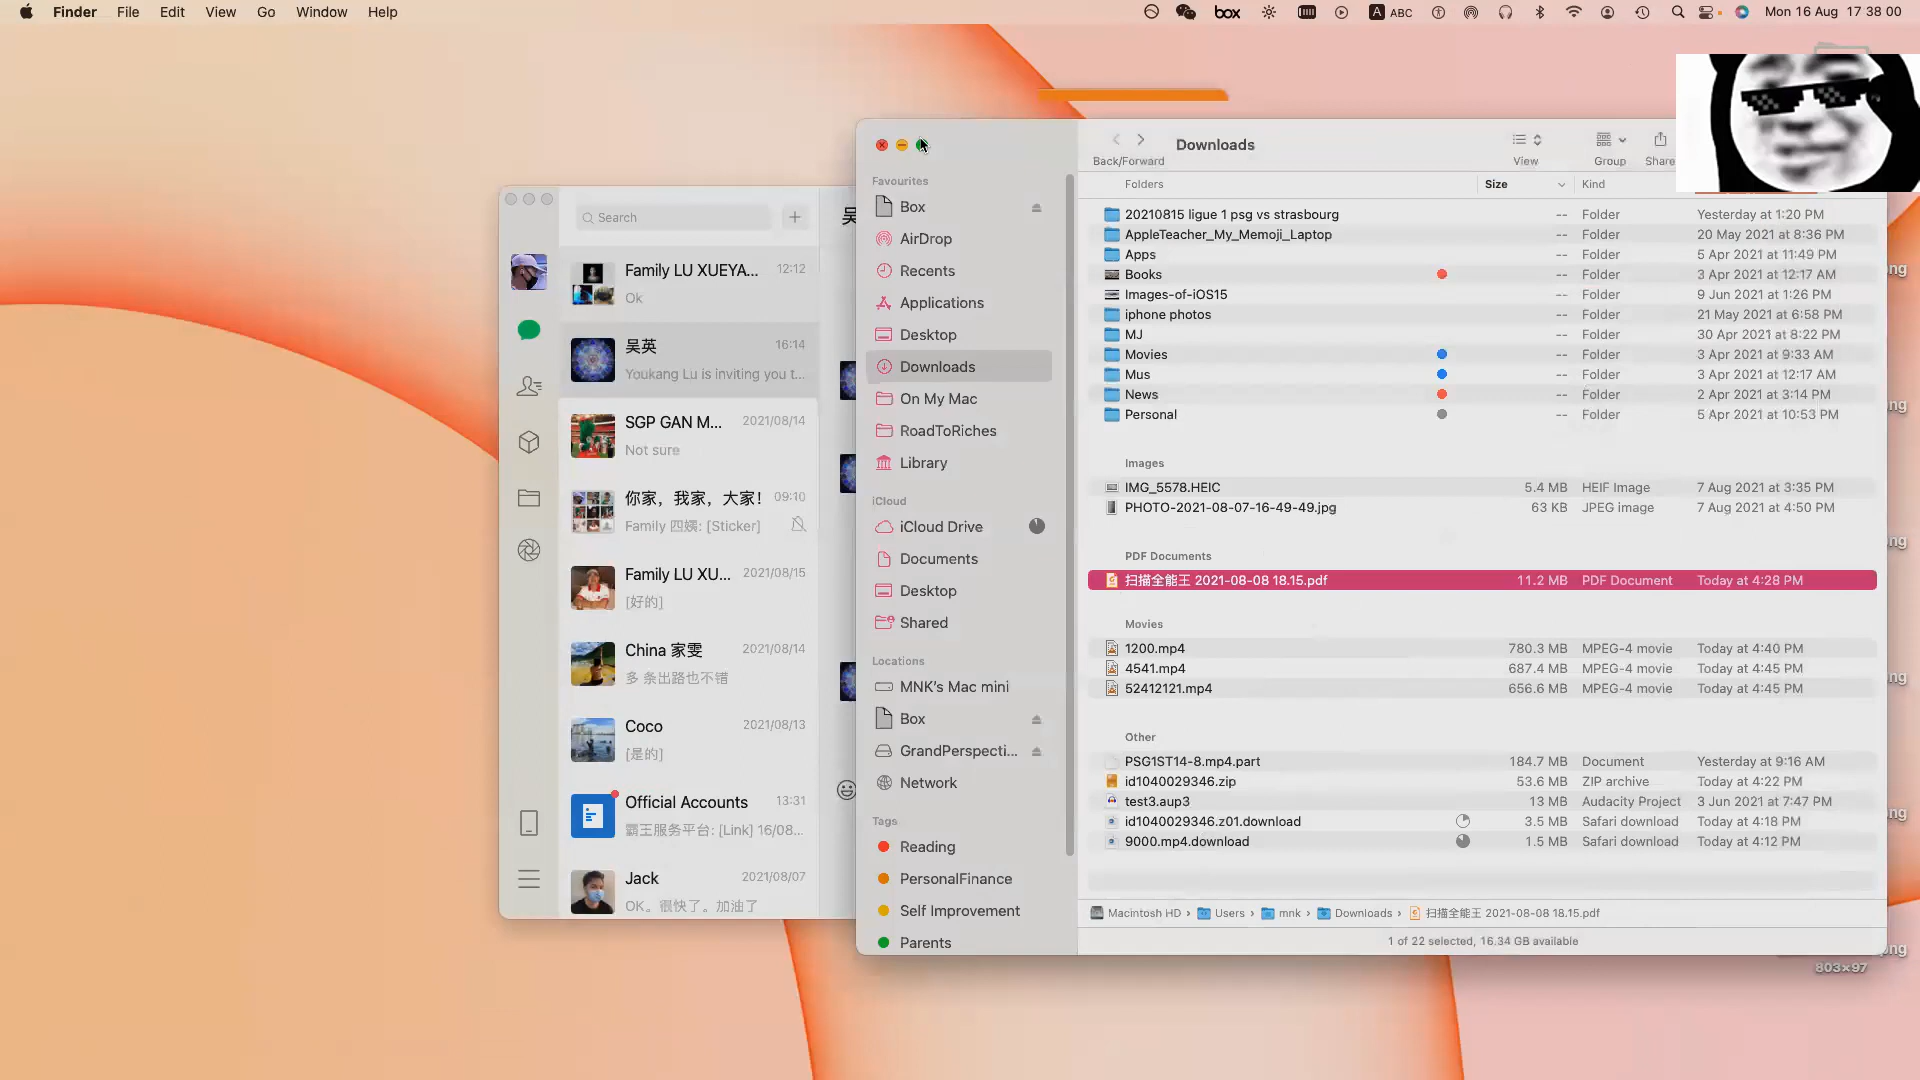 Finder File Edit View Go Window Help
box A ABC Mon 16 Aug 17 38 00
Search
Family LU XUEYA... 12:12
Ok
吴英 16:14
Youkang Lu is inviting you t...
SGP GAN M... 2021/08/14
Not sure
你家，我家，大家! 09:10
Family 四姨: [Sticker]
Family LU XU... 2021/08/15
[好的]
China 家雯 2021/08/14
多 条出路也不错
Coco 2021/08/13
[是的]
Official Accounts 13:31
霸王服务平台: [Link] 16/08...
Jack 2021/08/07
OK。很快了。加油了
吴
Favourites
Box
AirDrop
Recents
Applications
Desktop
Downloads
On My Mac
RoadToRiches
Library
iCloud
iCloud Drive
Documents
Desktop
Shared
Locations
MNK's Mac mini
Box
GrandPerspecti...
Network
Tags
Reading
PersonalFinance
Self Improvement
Parents
Downloads
Back/Forward View Group Share
Folders Size Kind
20210815 ligue 1 psg vs strasbourg -- Folder Yesterday at 1:20 PM
AppleTeacher_My_Memoji_Laptop -- Folder 20 May 2021 at 8:36 PM
Apps -- Folder 5 Apr 2021 at 11:49 PM
Books -- Folder 3 Apr 2021 at 12:17 AM
Images-of-iOS15 -- Folder 9 Jun 2021 at 1:26 PM
iphone photos -- Folder 21 May 2021 at 6:58 PM
MJ -- Folder 30 Apr 2021 at 8:22 PM
Movies -- Folder 3 Apr 2021 at 9:33 AM
Mus -- Folder 3 Apr 2021 at 12:17 AM
News -- Folder 2 Apr 2021 at 3:14 PM
Personal -- Folder 5 Apr 2021 at 10:53 PM
Images
IMG_5578.HEIC 5.4 MB HEIF Image 7 Aug 2021 at 3:35 PM
PHOTO-2021-08-07-16-49-49.jpg 63 KB JPEG image 7 Aug 2021 at 4:50 PM
PDF Documents
扫描全能王 2021-08-08 18.15.pdf 11.2 MB PDF Document Today at 4:28 PM
Movies
1200.mp4 780.3 MB MPEG-4 movie Today at 4:40 PM
4541.mp4 687.4 MB MPEG-4 movie Today at 4:45 PM
52412121.mp4 656.6 MB MPEG-4 movie Today at 4:45 PM
Other
PSG1ST14-8.mp4.part 184.7 MB Document Yesterday at 9:16 AM
id1040029346.zip 53.6 MB ZIP archive Today at 4:22 PM
test3.aup3 13 MB Audacity Project 3 Jun 2021 at 7:47 PM
id1040029346.z01.download 3.5 MB Safari download Today at 4:18 PM
9000.mp4.download 1.5 MB Safari download Today at 4:12 PM
Macintosh HD › Users › mnk › Downloads › 扫描全能王 2021-08-08 18.15.pdf
1 of 22 selected, 16.34 GB available
ng
ng
ng
ng
ng
ng
803×97